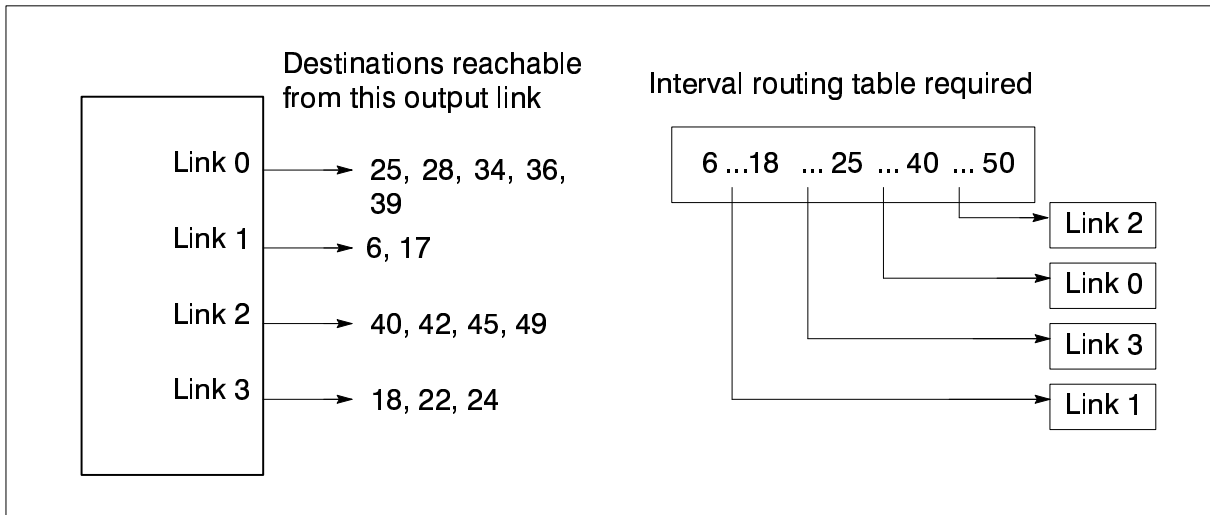 Destinations reachable
from this output link
Link 0
25, 28, 34, 36,
39
Link 1
6, 17
Link 2
40, 42, 45, 49
Link 3
18, 22, 24
Interval routing table required
6 ...18 ... 25 ... 40 ... 50
Link 2
Link 0
Link 3
Link 1